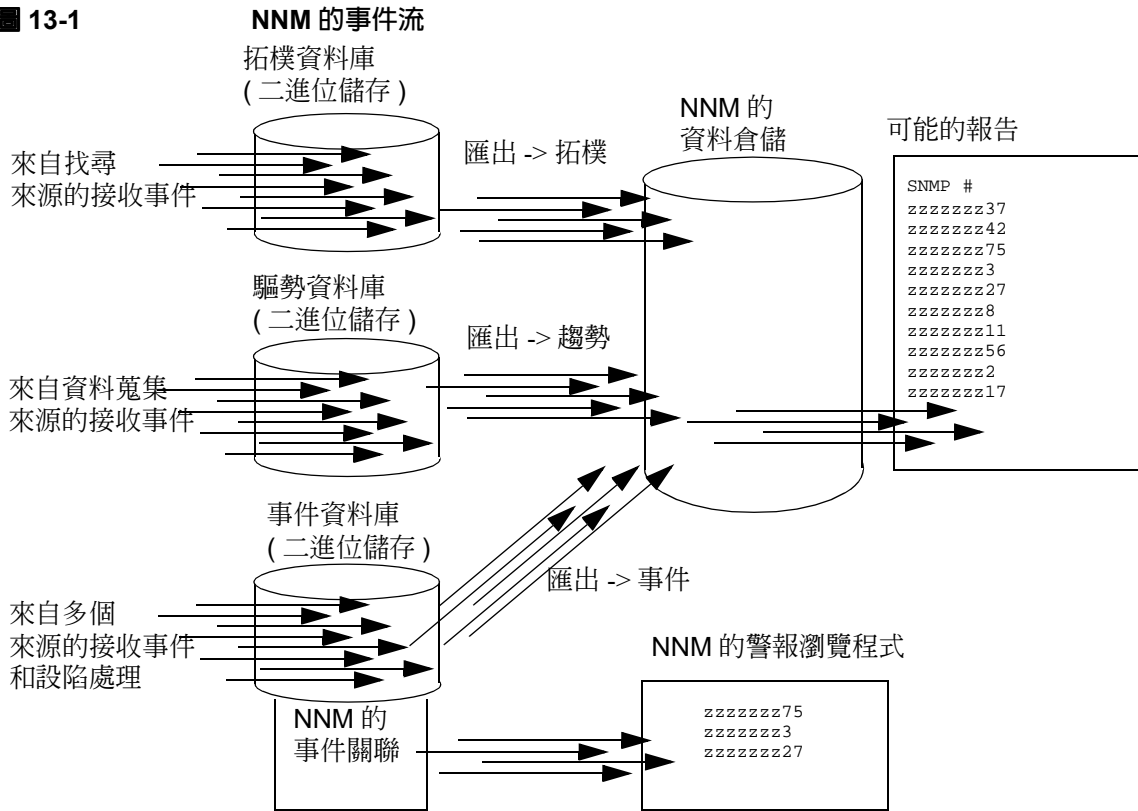 圖 13-1 NNM 的事件流
拓樸資料庫
( 二進位儲存 )
來自找尋
來源的接收事件
匯出 -> 拓樸
NNM 的
資料倉儲
可能的報告
SNMP #
zzzzzzz37
zzzzzzz42
zzzzzzz75
zzzzzzz3
zzzzzzz27
zzzzzzz8
zzzzzzz11
zzzzzzz56
zzzzzzz2
zzzzzzz17
驅勢資料庫
( 二進位儲存 )
來自資料蒐集
來源的接收事件
匯出 -> 趨勢
事件資料庫
( 二進位儲存 )
來自多個
來源的接收事件
和設陷處理
匯出 -> 事件
NNM 的
事件關聯
NNM 的警報瀏覽程式
zzzzzzz75
zzzzzzz3
zzzzzzz27